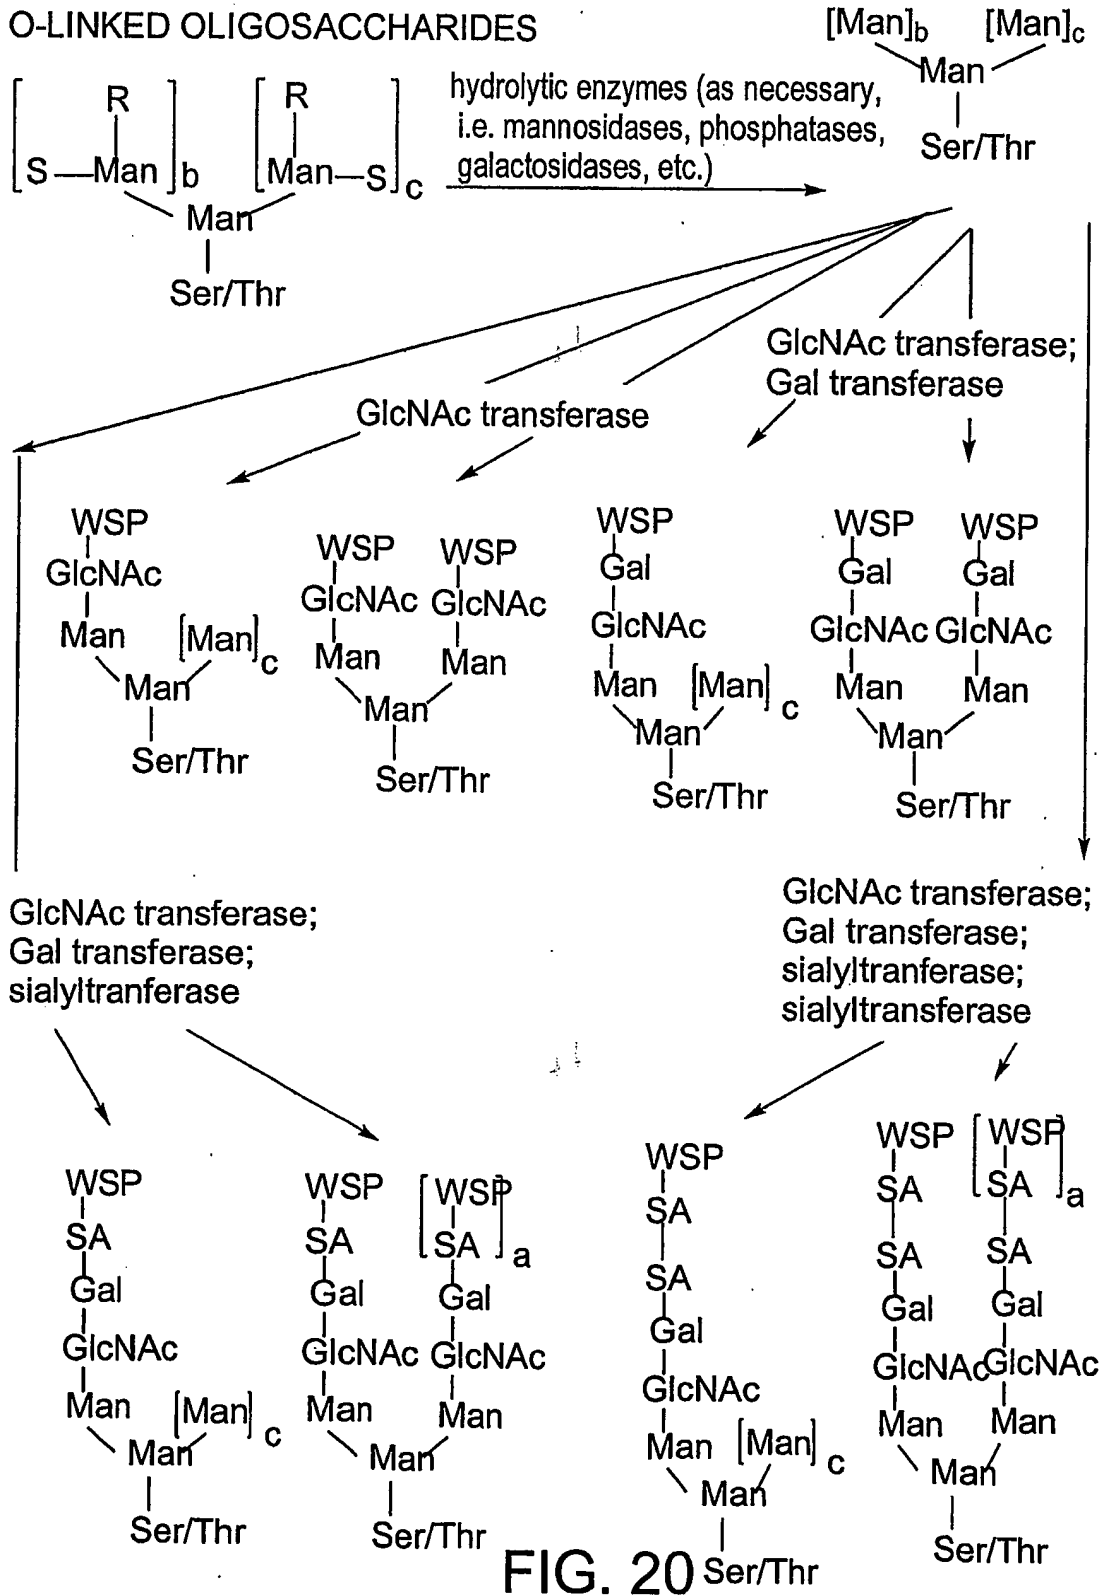 O-LINKED OLIGOSACCHARIDES
[Man]b [Man]c
Man
Ser/Thr
R R
[S—Man]b [Man—S]c
Man
Ser/Thr
hydrolytic enzymes (as necessary,
i.e. mannosidases, phosphatases,
galactosidases, etc.)
GlcNAc transferase
GlcNAc transferase;
Gal transferase
WSP
GlcNAc
Man [Man]c
Man
Ser/Thr
WSP WSP
GlcNAc GlcNAc
Man Man
Man
Ser/Thr
WSP
Gal
GlcNAc
Man [Man]c
Man
Ser/Thr
WSP WSP
Gal Gal
GlcNAc GlcNAc
Man Man
Man
Ser/Thr
GlcNAc transferase;
Gal transferase;
sialyltranferase
GlcNAc transferase;
Gal transferase;
sialyltranferase;
sialyltransferase
WSP
SA
Gal
GlcNAc
Man [Man]c
Man
Ser/Thr
WSP [WSP
SA SA]a
Gal Gal
GlcNAc GlcNAc
Man Man
Man
Ser/Thr
WSP
SA
SA
Gal
GlcNAc
Man [Man]c
Man
Ser/Thr
WSP [WSP
SA SA]a
SA SA
Gal Gal
GlcNAc GlcNAc
Man Man
Man
Ser/Thr
FIG. 20